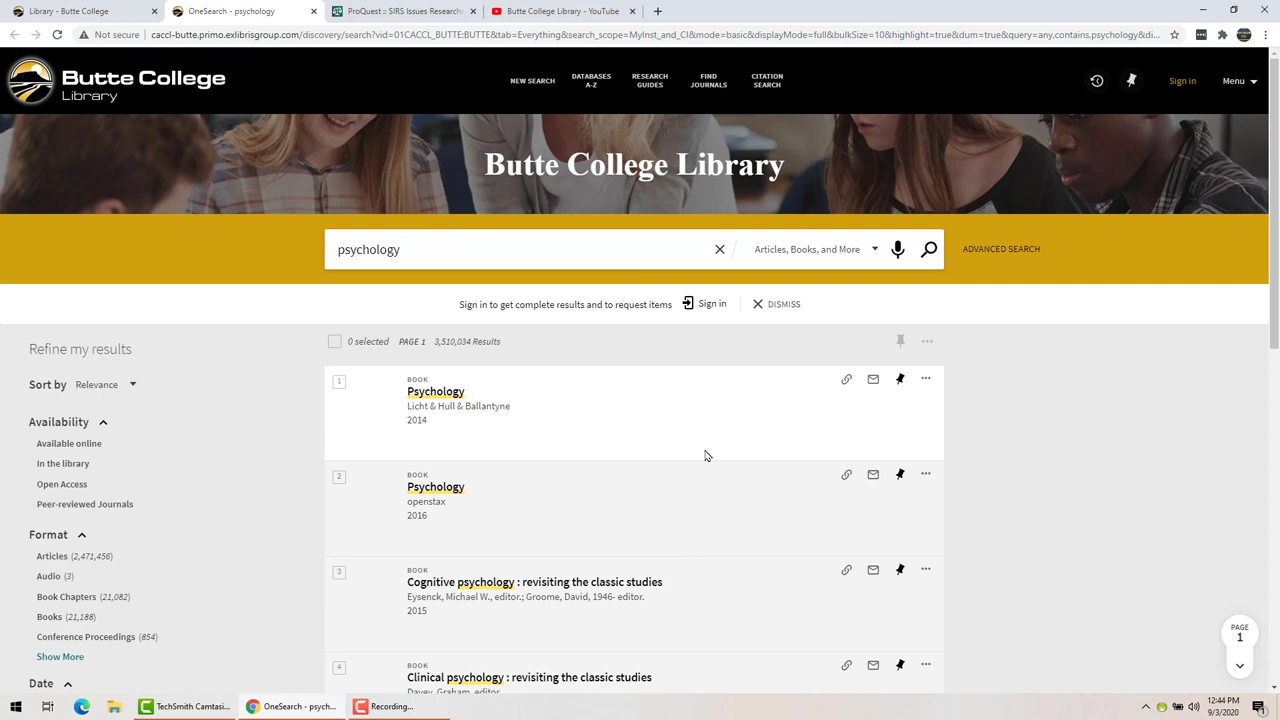 Library - Butte College
OneSearch - psychology
ProQuest :: SIRS Issues Research
Butte College Library - YouTube
Not secure
caccl-butte.primo.exlibrisgroup.com/discovery/search?vid=01CACCL_BUTTE:BUTTE&tab=Everything&search_scope=MyInst_and_CI&mode=basic&displayMode=full&bulkSize=10&highlight=true&dum=true&query=any,contains,psychology&di...
Butte College
Library
NEW SEARCH
DATABASES
A-Z
RESEARCH
GUIDES
FIND
JOURNALS
CITATION
SEARCH
Sign in
Menu
Butte College Library
psychology
Articles, Books, and More
ADVANCED SEARCH
Sign in to get complete results and to request items
Sign in
DISMISS
Refine my results
Sort by Relevance
Availability
Available online
In the library
Open Access
Peer-reviewed Journals
Format
Articles (2,471,456)
Audio (3)
Book Chapters (21,082)
Books (21,188)
Conference Proceedings (854)
Show More
Date
0 selected PAGE 1 3,510,034 Results
1
BOOK
Psychology
Licht & Hull & Ballantyne
2014
2
BOOK
Psychology
openstax
2016
3
BOOK
Cognitive psychology : revisiting the classic studies
Eysenck, Michael W., editor.; Groome, David, 1946- editor.
2015
4
BOOK
Clinical psychology : revisiting the classic studies
Davey, Graham, editor
PAGE
1
TechSmith Camtasi...
OneSearch - psych...
Recording...
12:44 PM
9/3/2020